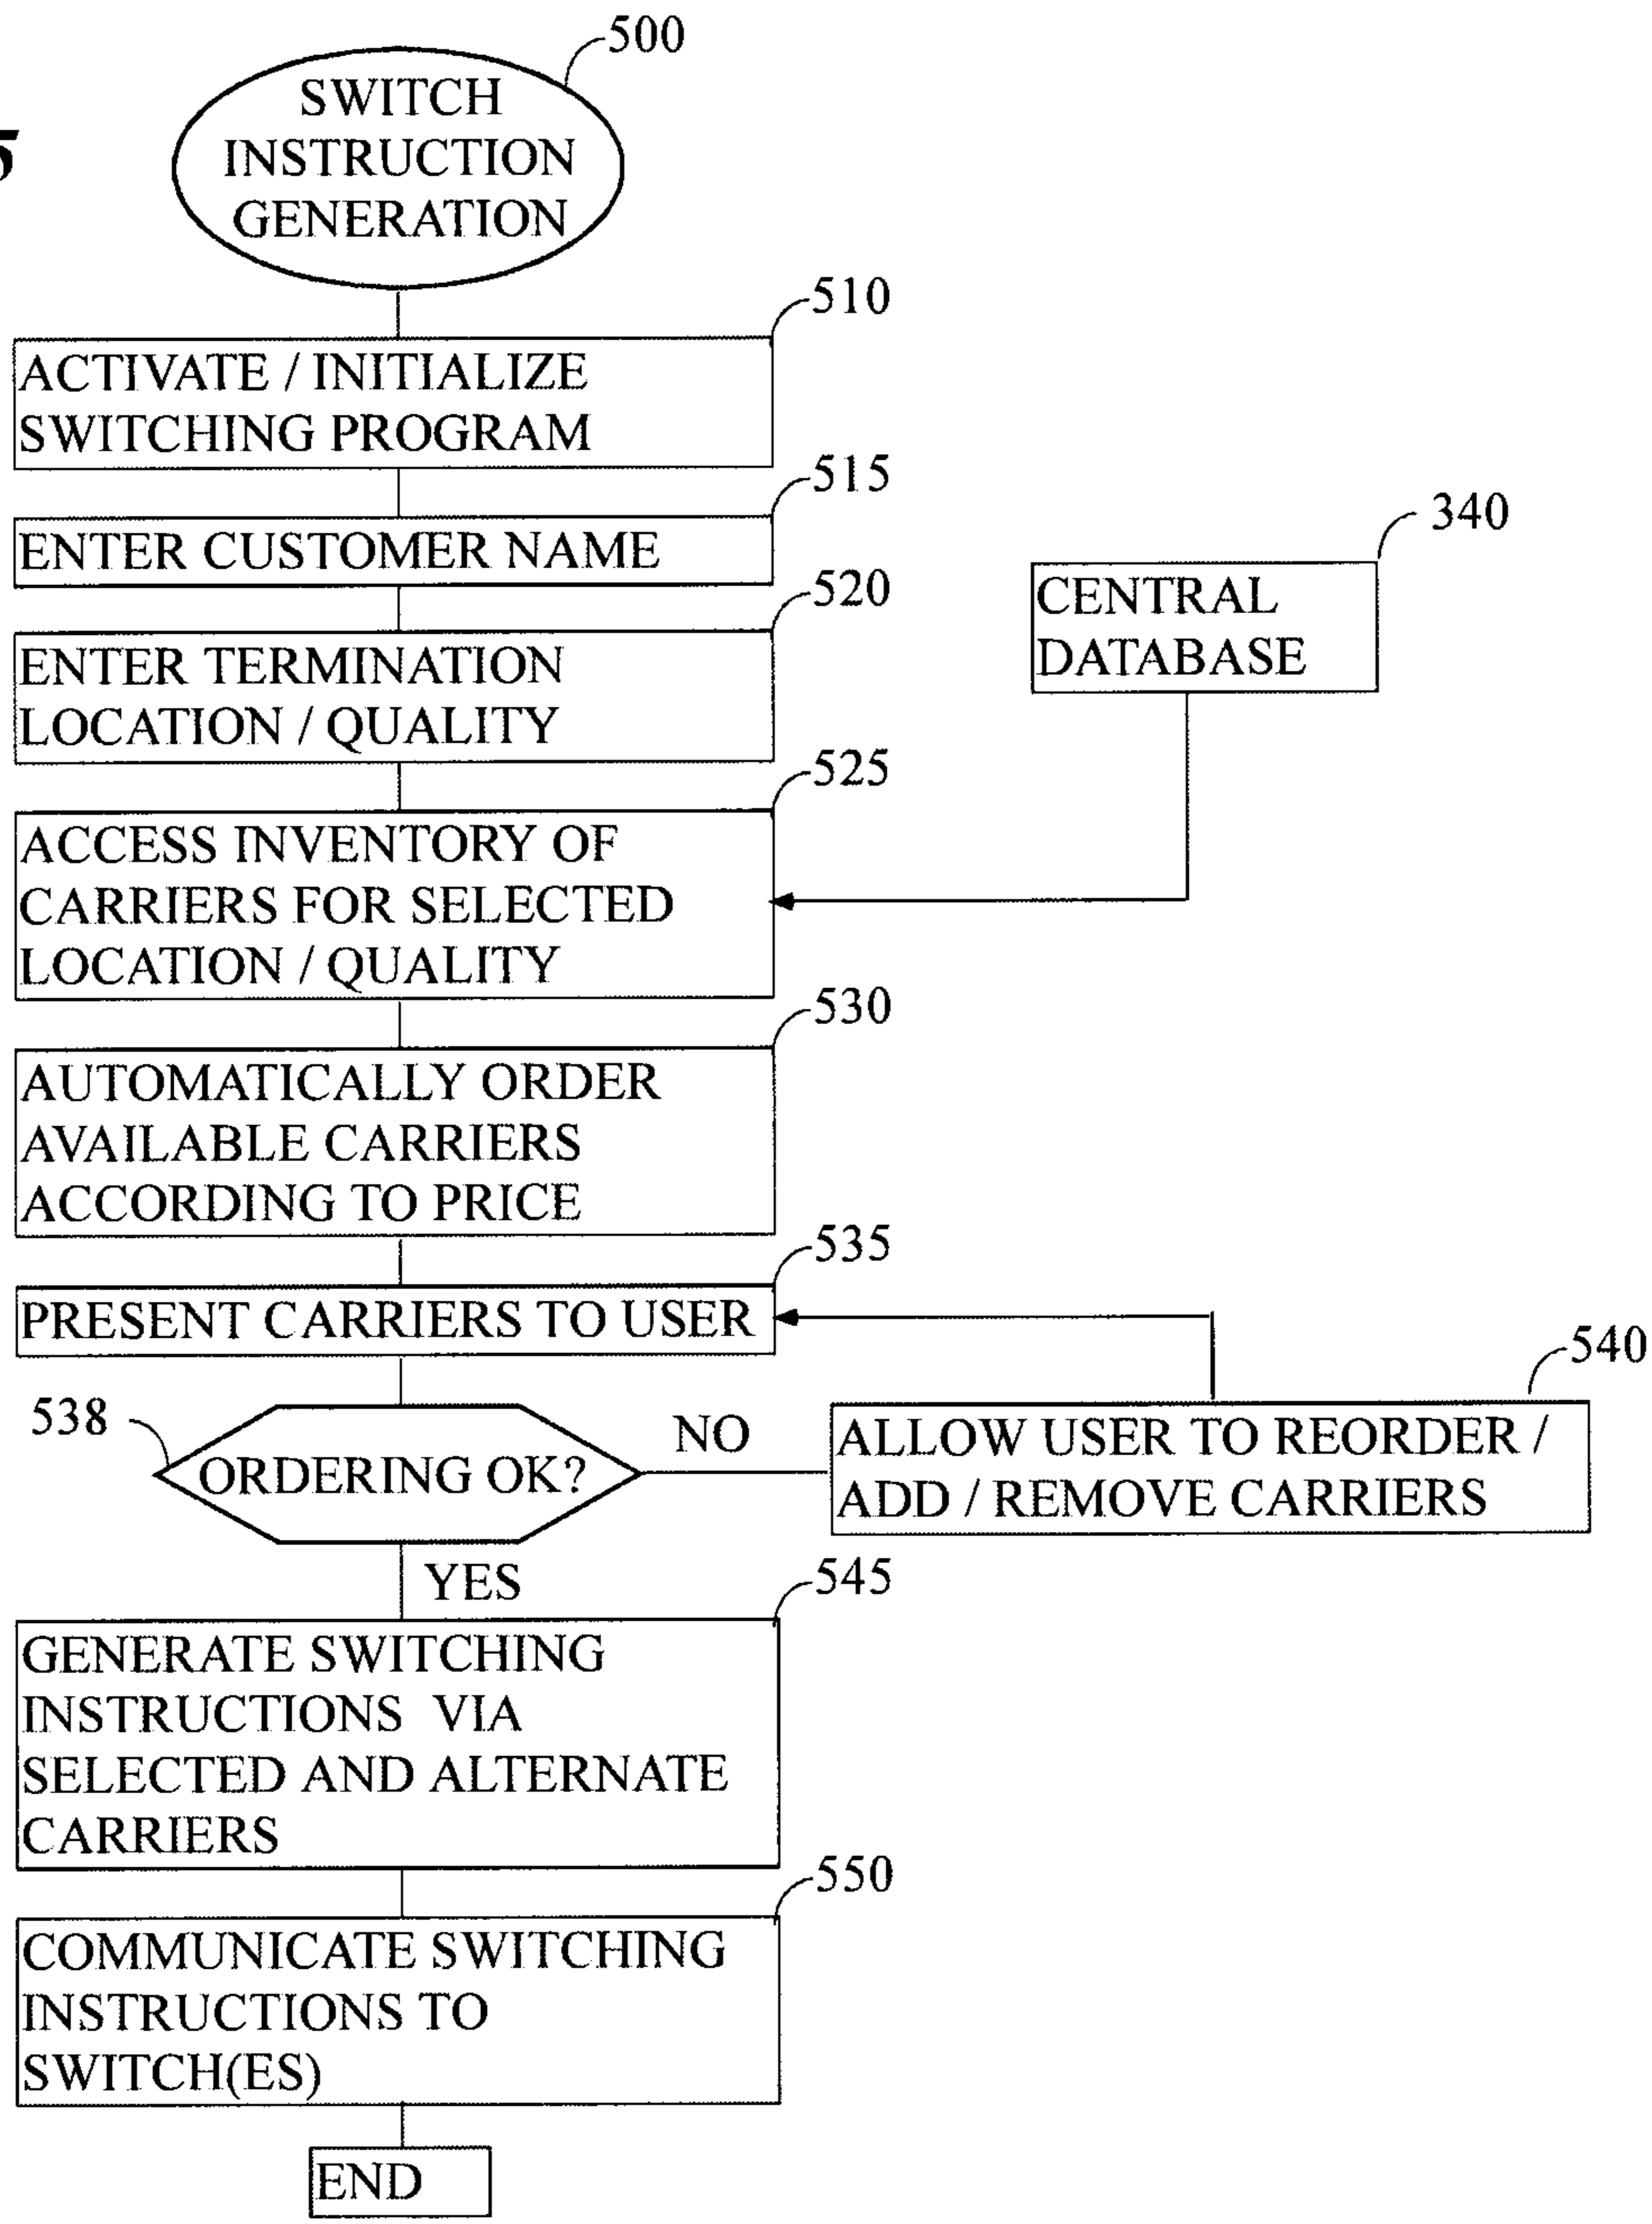 500
SWITCH
INSTRUCTION
GENERATION
5
510
ACTIVATE / INITIALIZE
SWITCHING PROGRAM
515
ENTER CUSTOMER NAME
340
CENTRAL
DATABASE
520
ENTER TERMINATION
LOCATION / QUALITY
525
ACCESS INVENTORY OF
CARRIERS FOR SELECTED
LOCATION / QUALITY
530
AUTOMATICALLY ORDER
AVAILABLE CARRIERS
ACCORDING TO PRICE
535
PRESENT CARRIERS TO USER
538
ORDERING OK?
NO
540
ALLOW USER TO REORDER /
ADD / REMOVE CARRIERS
YES
545
GENERATE SWITCHING
INSTRUCTIONS VIA
SELECTED AND ALTERNATE
CARRIERS
550
COMMUNICATE SWITCHING
INSTRUCTIONS TO
SWITCH(ES)
END